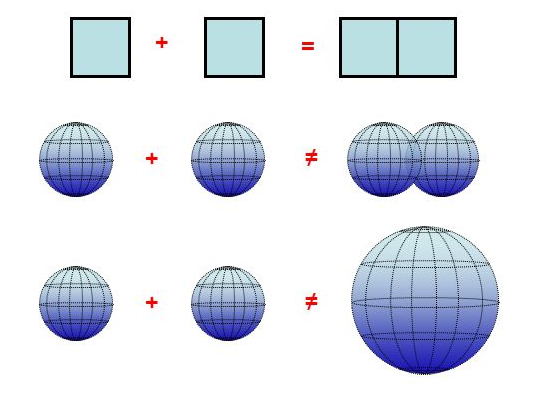 + =
+ ≠
+ ≠